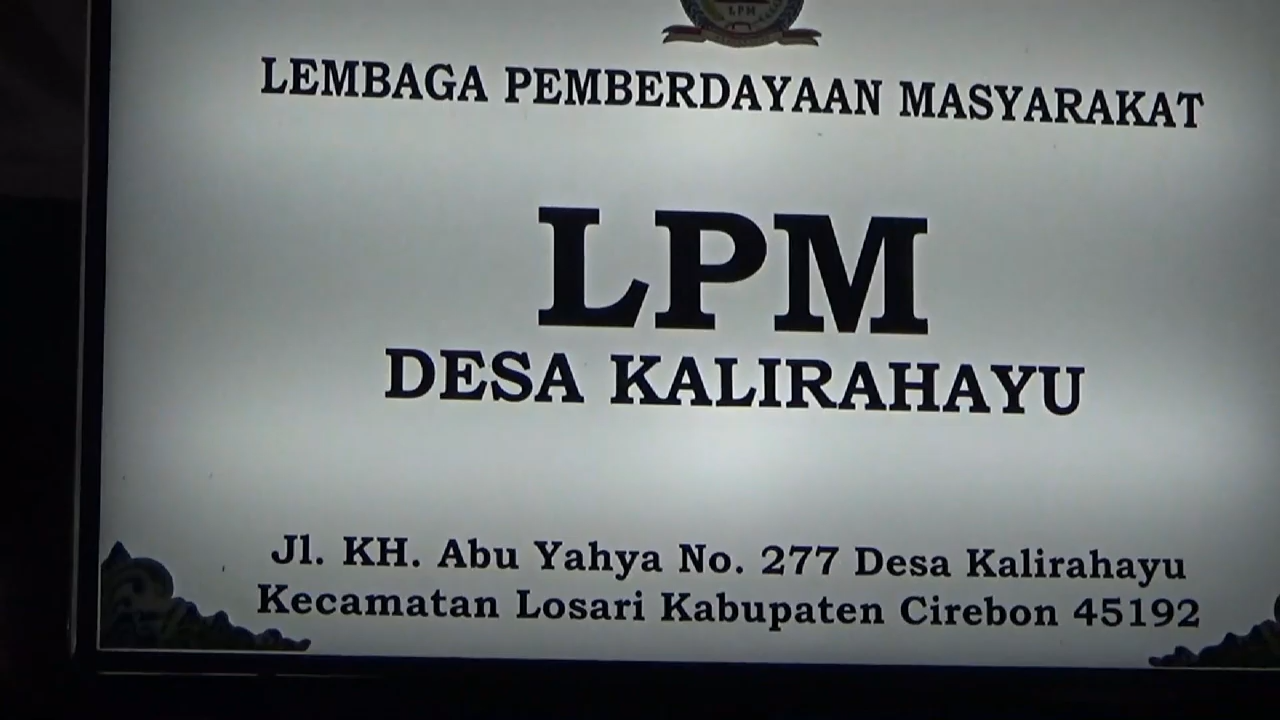 LPM
LEMBAGA PEMBERDAYAAN MASYARAKAT
LPM
DESA KALIRAHAYU
Jl. KH. Abu Yahya No. 277 Desa Kalirahayu
Kecamatan Losari Kabupaten Cirebon 45192